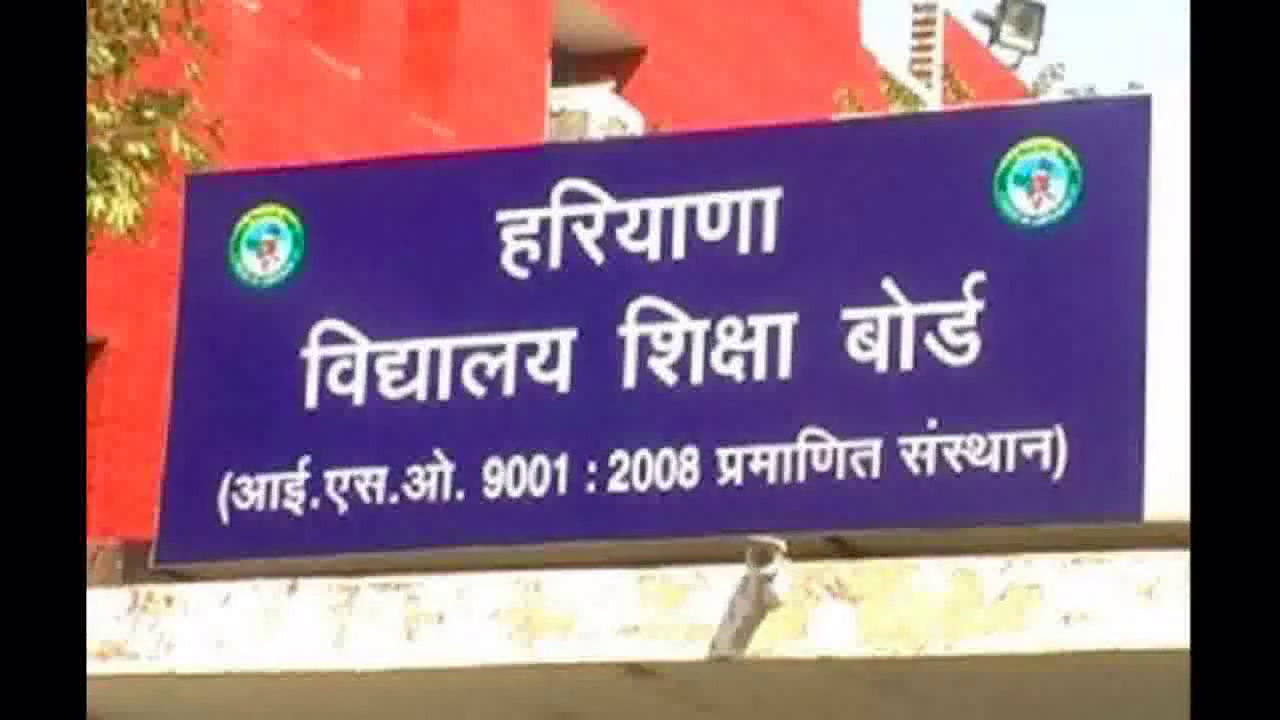 हरियाणा
विद्यालय शिक्षा बोर्ड
(आई.एस.ओ. 9001 : 2008 प्रमाणित संस्थान)